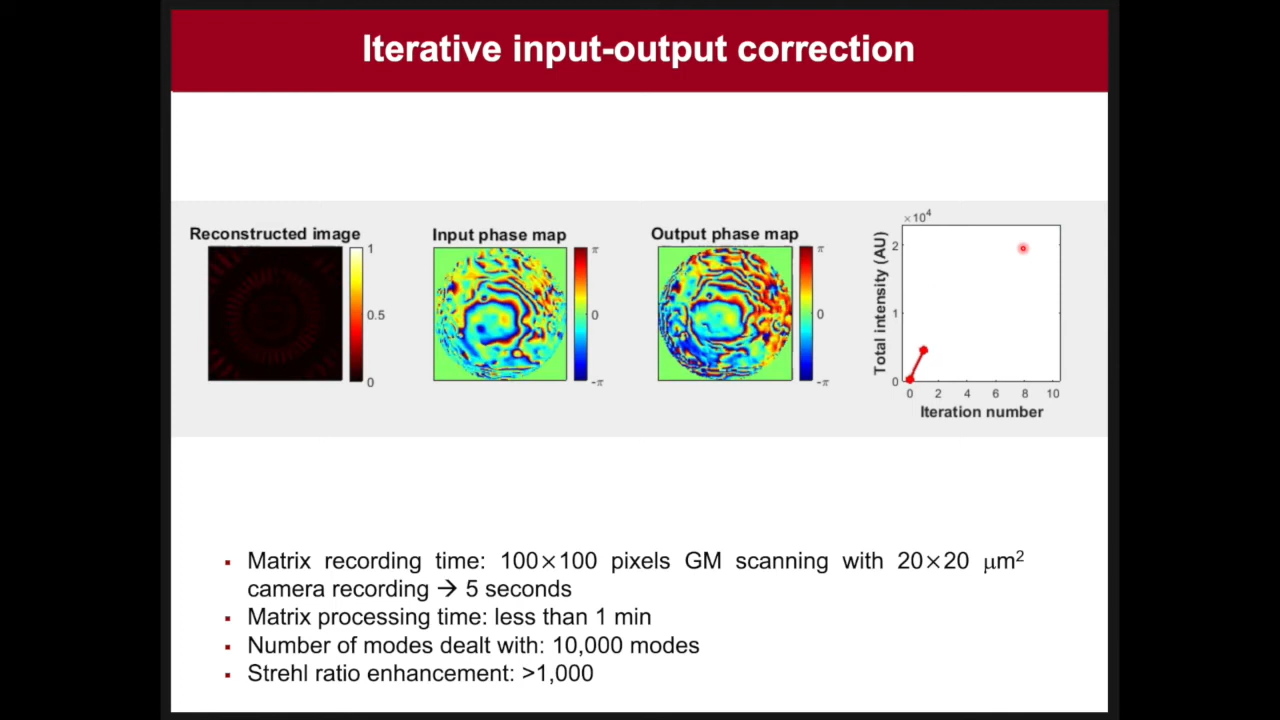 Iterative input-output correction
Reconstructed image
1
0.5
0
Input phase map
π
0
-π
Output phase map
π
0
-π
×10⁴
Total intensity (AU)
2
1
0
0 2 4 6 8 10
Iteration number
▪ Matrix recording time: 100×100 pixels GM scanning with 20×20 μm²
camera recording → 5 seconds
▪ Matrix processing time: less than 1 min
▪ Number of modes dealt with: 10,000 modes
▪ Strehl ratio enhancement: >1,000